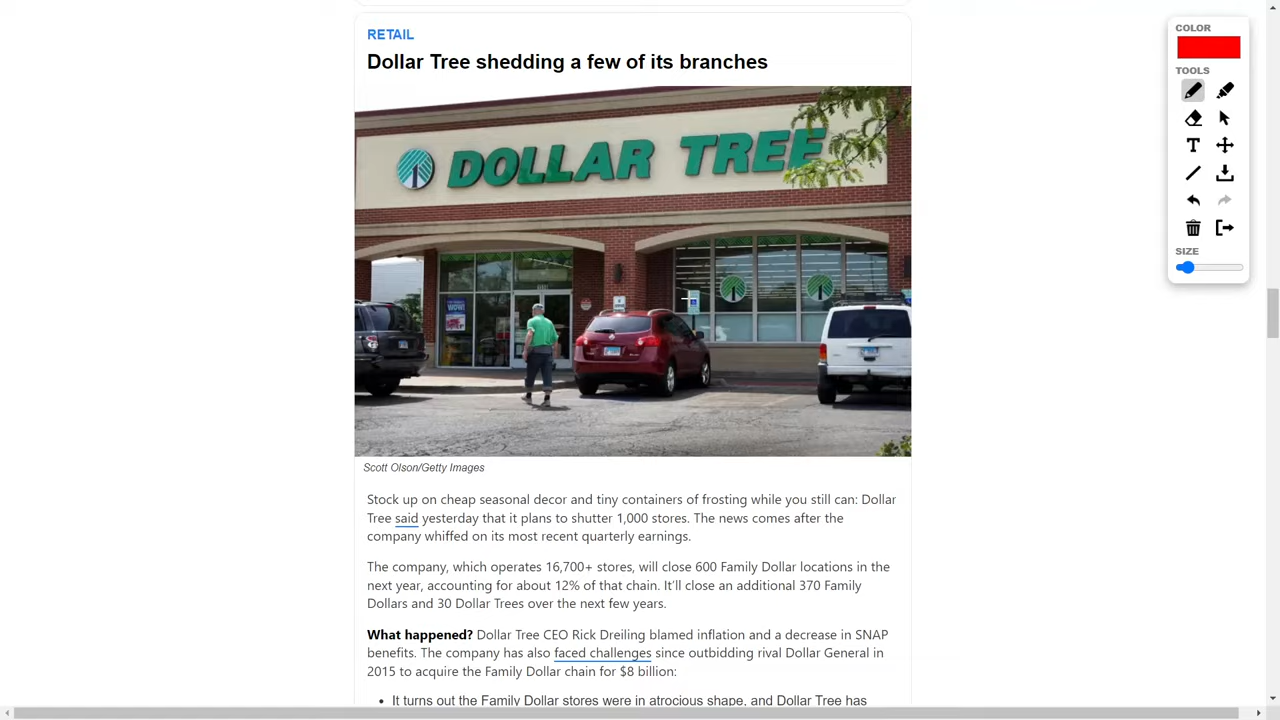 RETAIL
Dollar Tree shedding a few of its branches
DOLLAR TREE
Scott Olson/Getty Images
Stock up on cheap seasonal decor and tiny containers of frosting while you still can: Dollar
Tree said yesterday that it plans to shutter 1,000 stores. The news comes after the
company whiffed on its most recent quarterly earnings.
The company, which operates 16,700+ stores, will close 600 Family Dollar locations in the
next year, accounting for about 12% of that chain. It'll close an additional 370 Family
Dollars and 30 Dollar Trees over the next few years.
What happened? Dollar Tree CEO Rick Dreiling blamed inflation and a decrease in SNAP
benefits. The company has also faced challenges since outbidding rival Dollar General in
2015 to acquire the Family Dollar chain for $8 billion:
• It turns out the Family Dollar stores were in atrocious shape, and Dollar Tree has
COLOR
TOOLS
T
SIZE